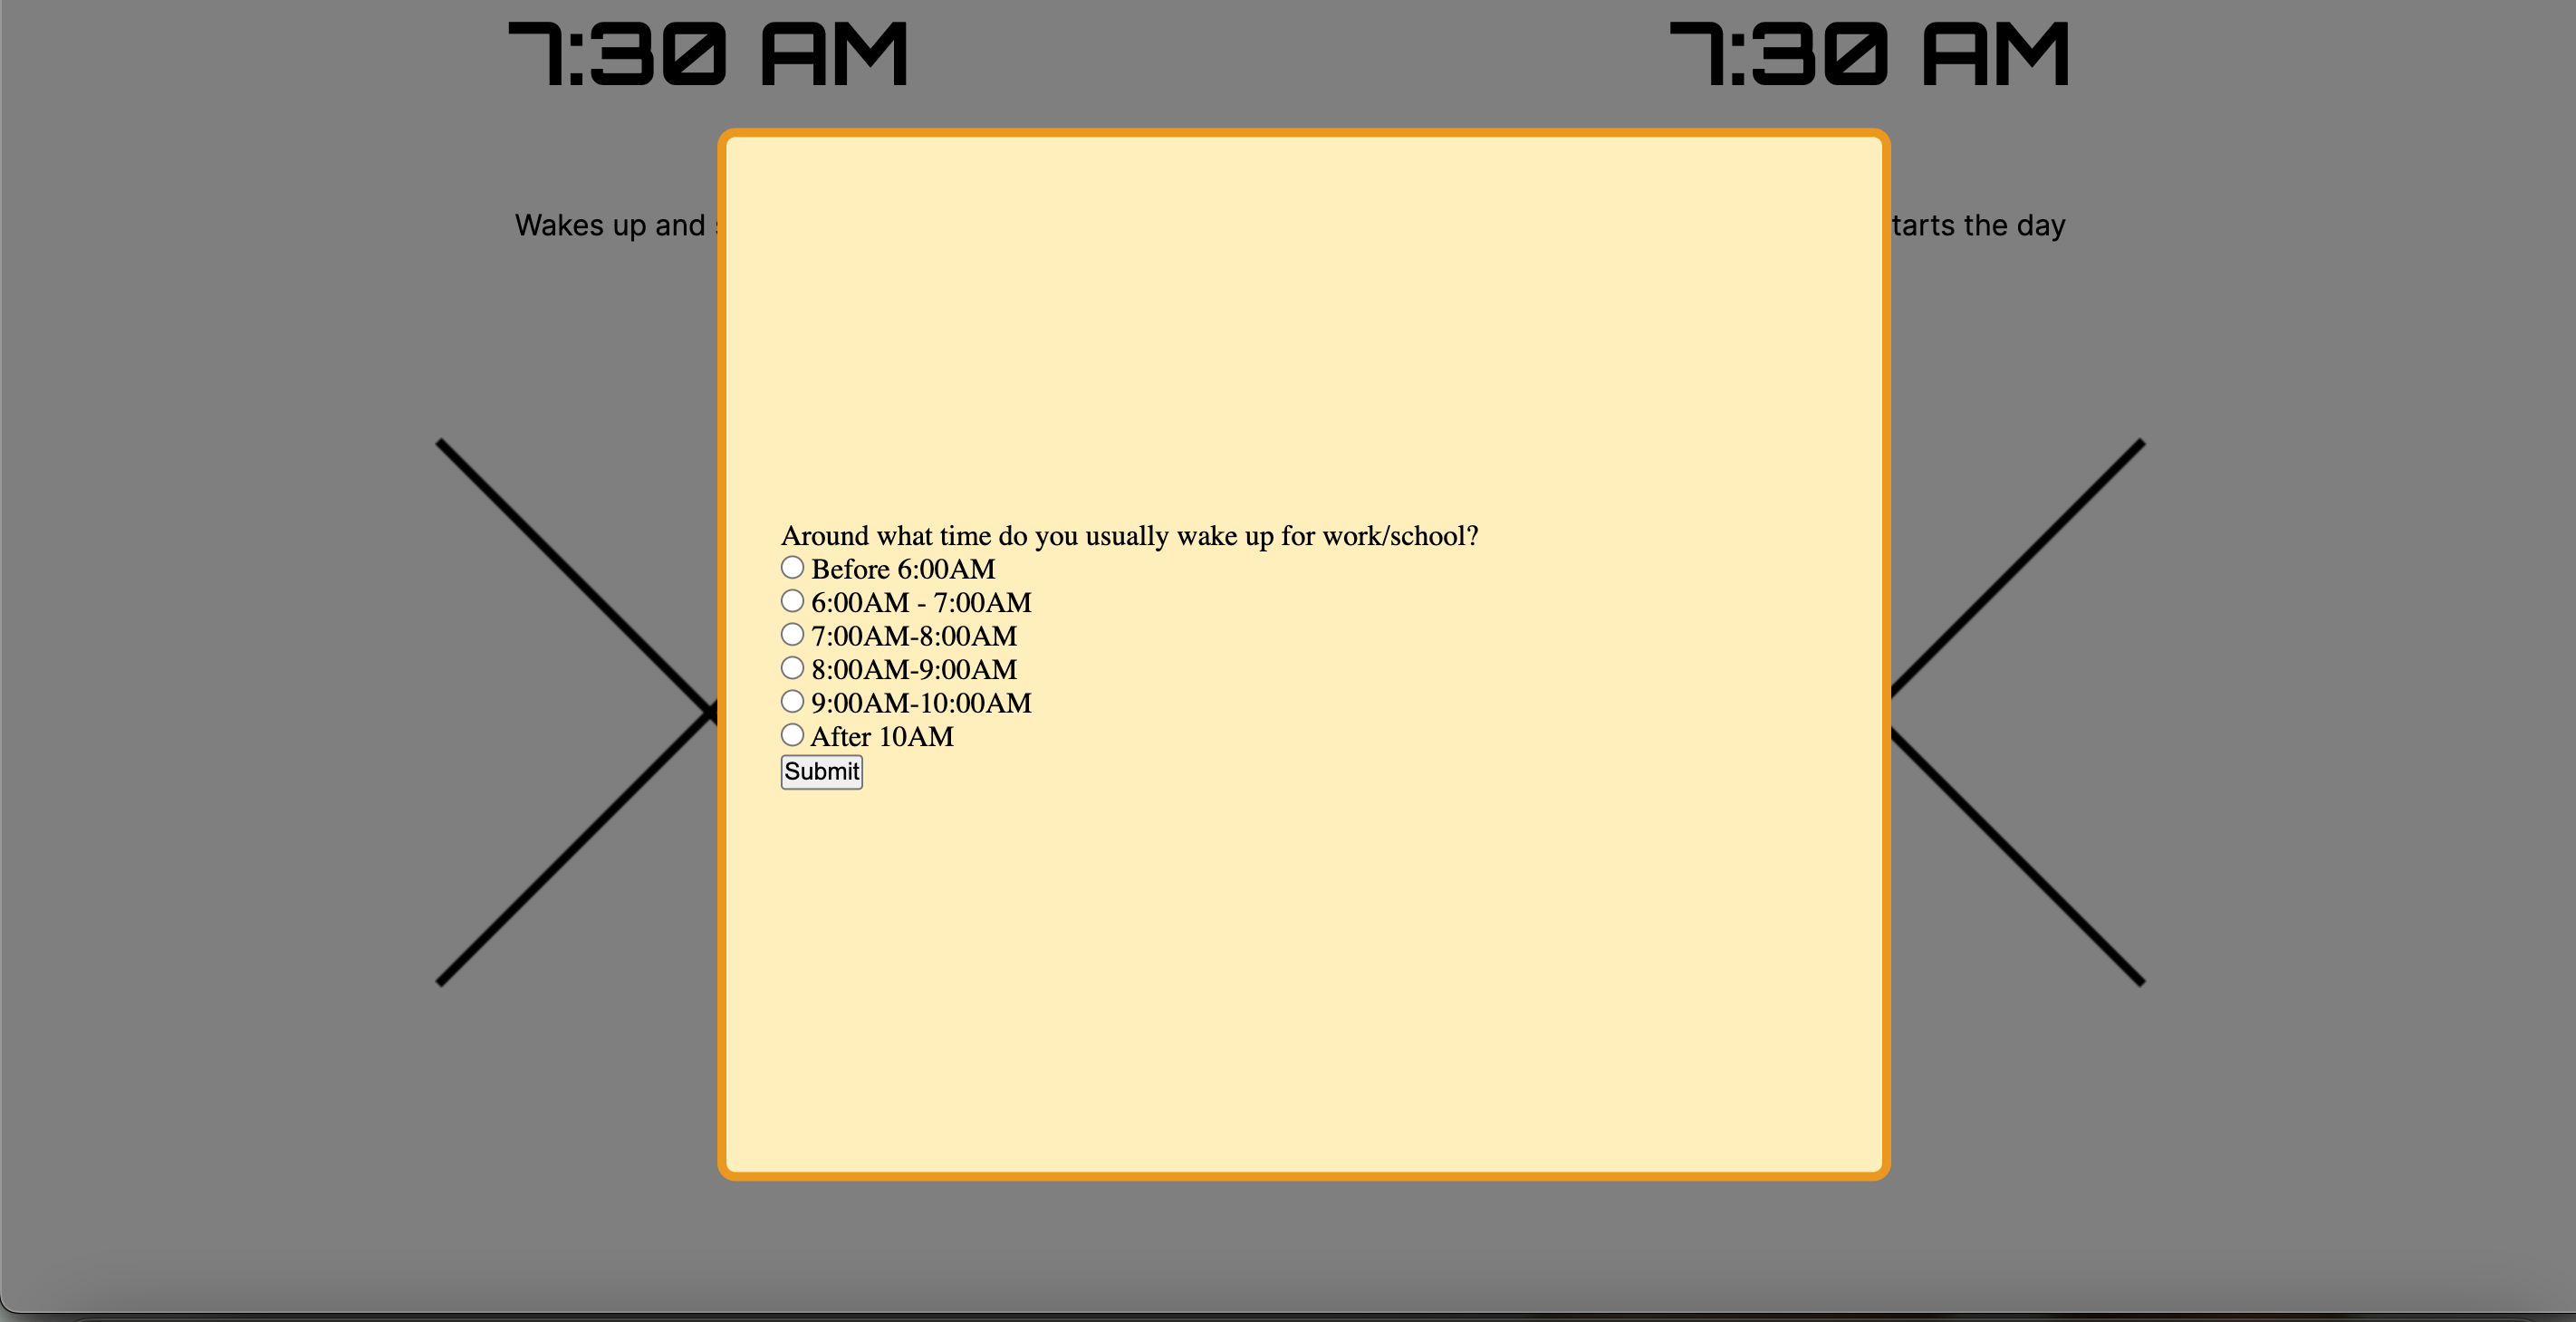 7:30 AM
7:30 AM
Wakes up and
tarts the day
Around what time do you usually wake up for work/school?
Before 6:00AM
6:00AM - 7:00AM
7:00AM-8:00AM
8:00AM-9:00AM
9:00AM-10:00AM
After 10AM
Submit